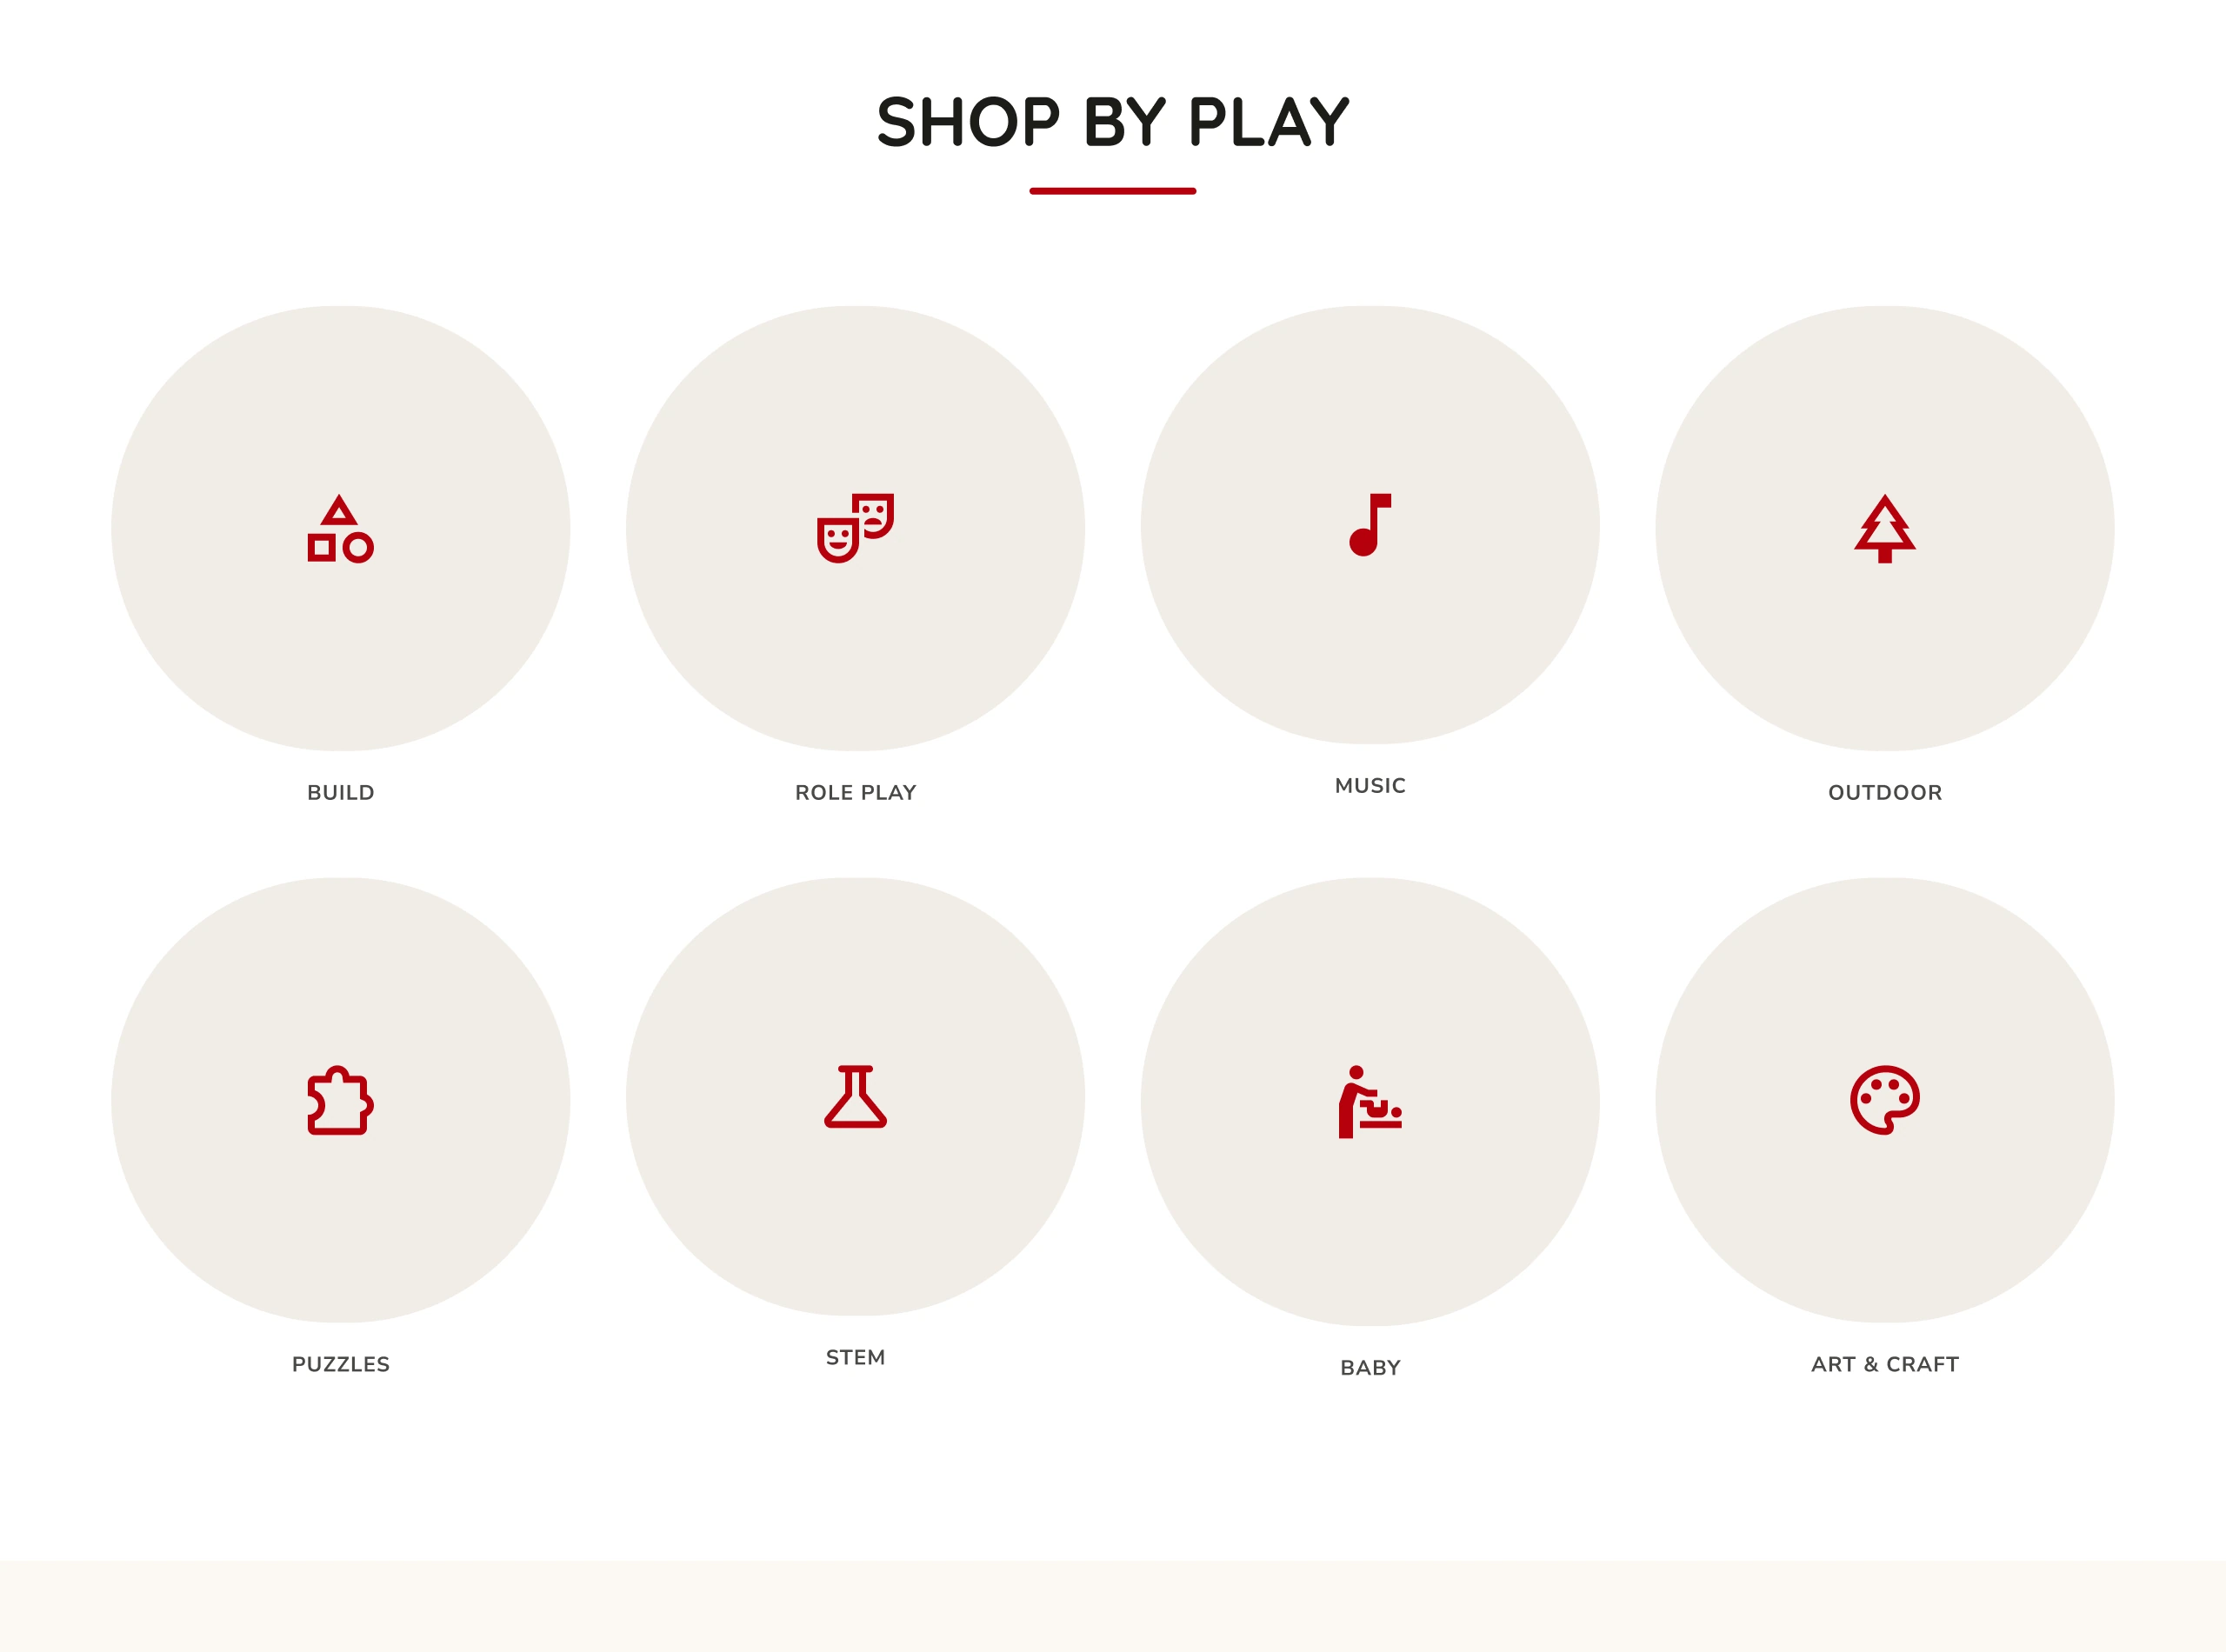 SHOP BY PLAY
BUILD
ROLE PLAY
MUSIC
OUTDOOR
PUZZLES
STEM
BABY
ART & CRAFT